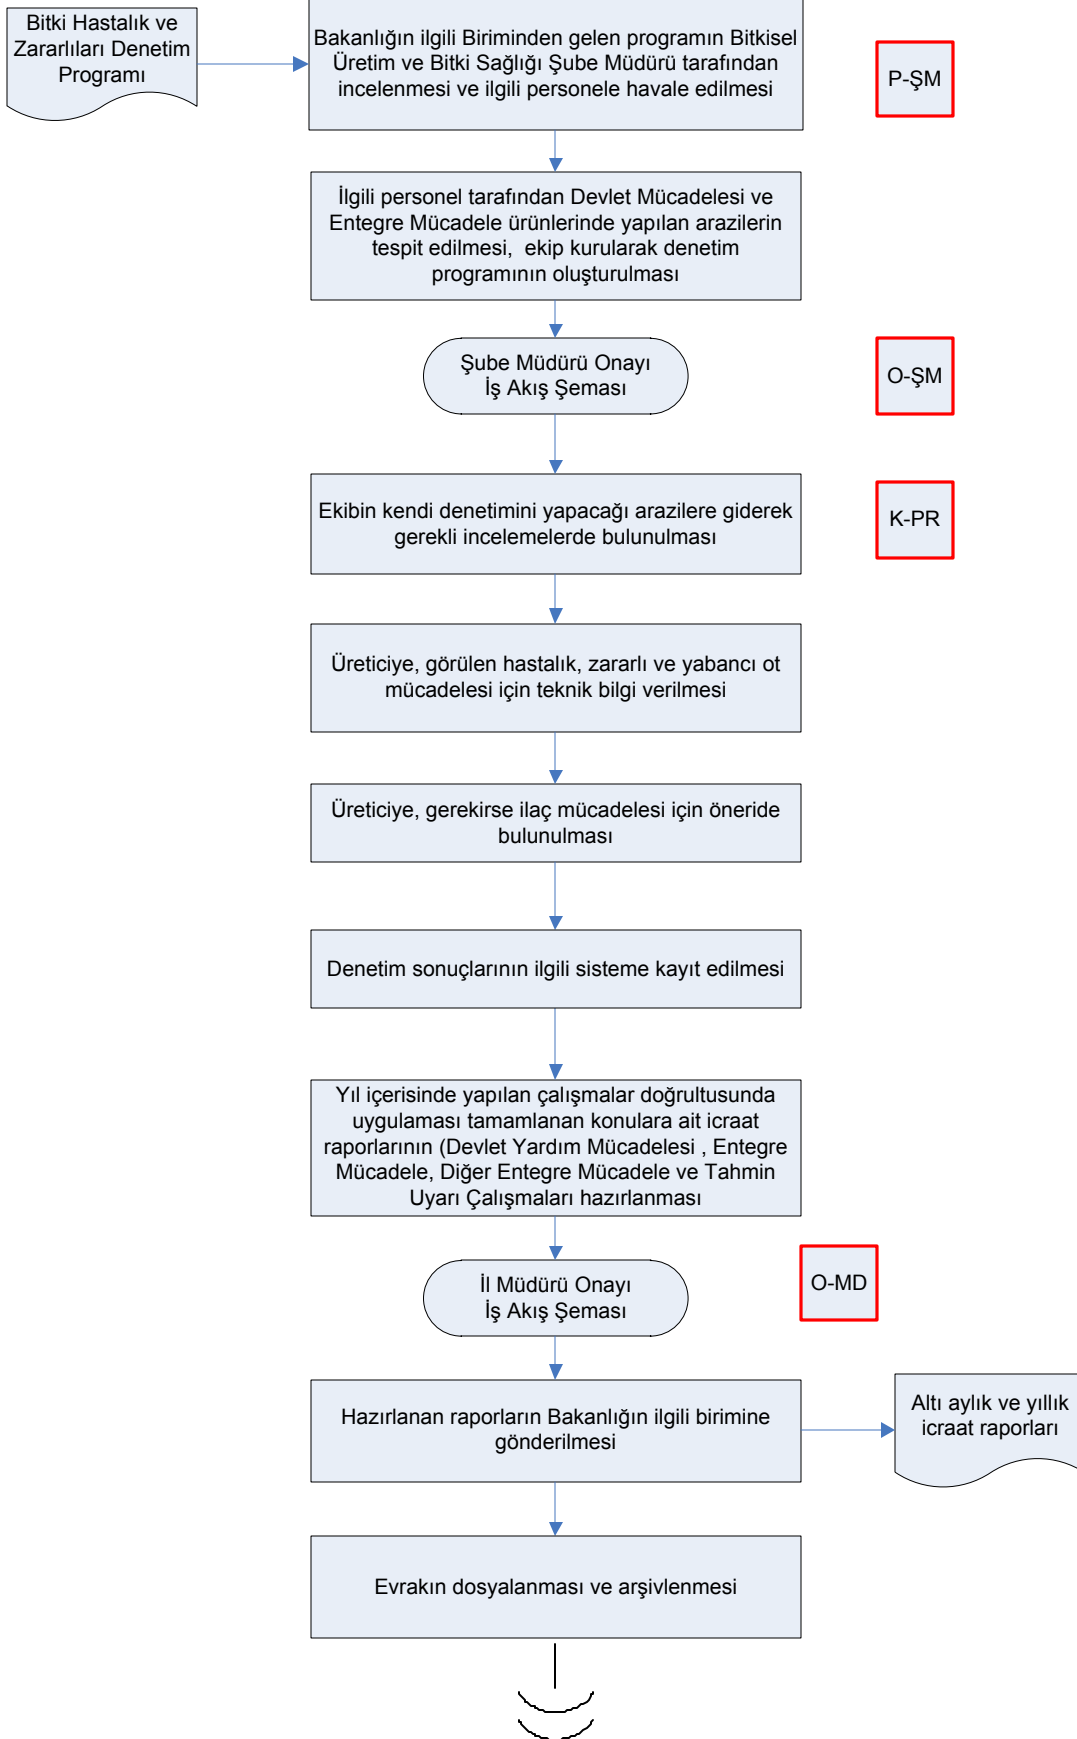 Bitki Hastalık ve
Zararlıları Denetim
Programı
Bakanlığın ilgili Biriminden gelen programın Bitkisel
Üretim ve Bitki Sağlığı Şube Müdürü tarafından
incelenmesi ve ilgili personele havale edilmesi
P-ŞM
İlgili personel tarafından Devlet Mücadelesi ve
Entegre Mücadele ürünlerinde yapılan arazilerin
tespit edilmesi,  ekip kurularak denetim
programının oluşturulması
Şube Müdürü Onayı
İş Akış Şeması
O-ŞM
Ekibin kendi denetimini yapacağı arazilere giderek
gerekli incelemelerde bulunulması
K-PR
Üreticiye, görülen hastalık, zararlı ve yabancı ot
mücadelesi için teknik bilgi verilmesi
Üreticiye, gerekirse ilaç mücadelesi için öneride
bulunulması
Denetim sonuçlarının ilgili sisteme kayıt edilmesi
Yıl içerisinde yapılan çalışmalar doğrultusunda
uygulaması tamamlanan konulara ait icraat
raporlarının (Devlet Yardım Mücadelesi , Entegre
Mücadele, Diğer Entegre Mücadele ve Tahmin
Uyarı Çalışmaları hazırlanması
İl Müdürü Onayı
İş Akış Şeması
O-MD
Hazırlanan raporların Bakanlığın ilgili birimine
gönderilmesi
Altı aylık ve yıllık
icraat raporları
Evrakın dosyalanması ve arşivlenmesi